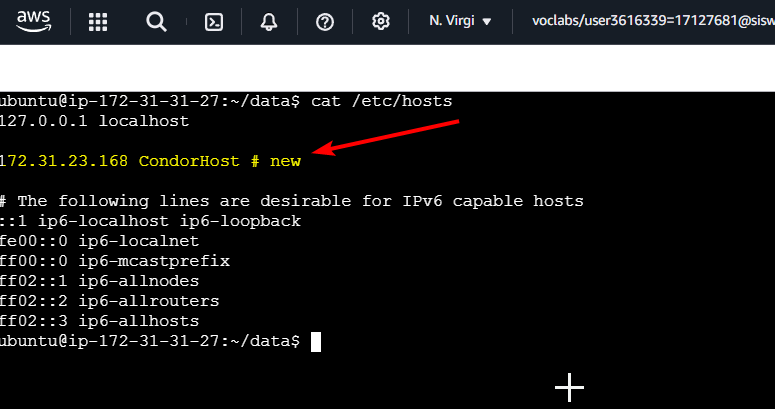 aws
N. Virgi
voclabs/user3616339=17127681@sisw
ubuntu@ip-172-31-31-27:~/data$ cat /etc/hosts
127.0.0.1 localhost
172.31.23.168 CondorHost # new
# The following lines are desirable for IPv6 capable hosts
::1 ip6-localhost ip6-loopback
fe00::0 ip6-localnet
ff00::0 ip6-mcastprefix
ff02::1 ip6-allnodes
ff02::2 ip6-allrouters
ff02::3 ip6-allhosts
ubuntu@ip-172-31-31-27:~/data$